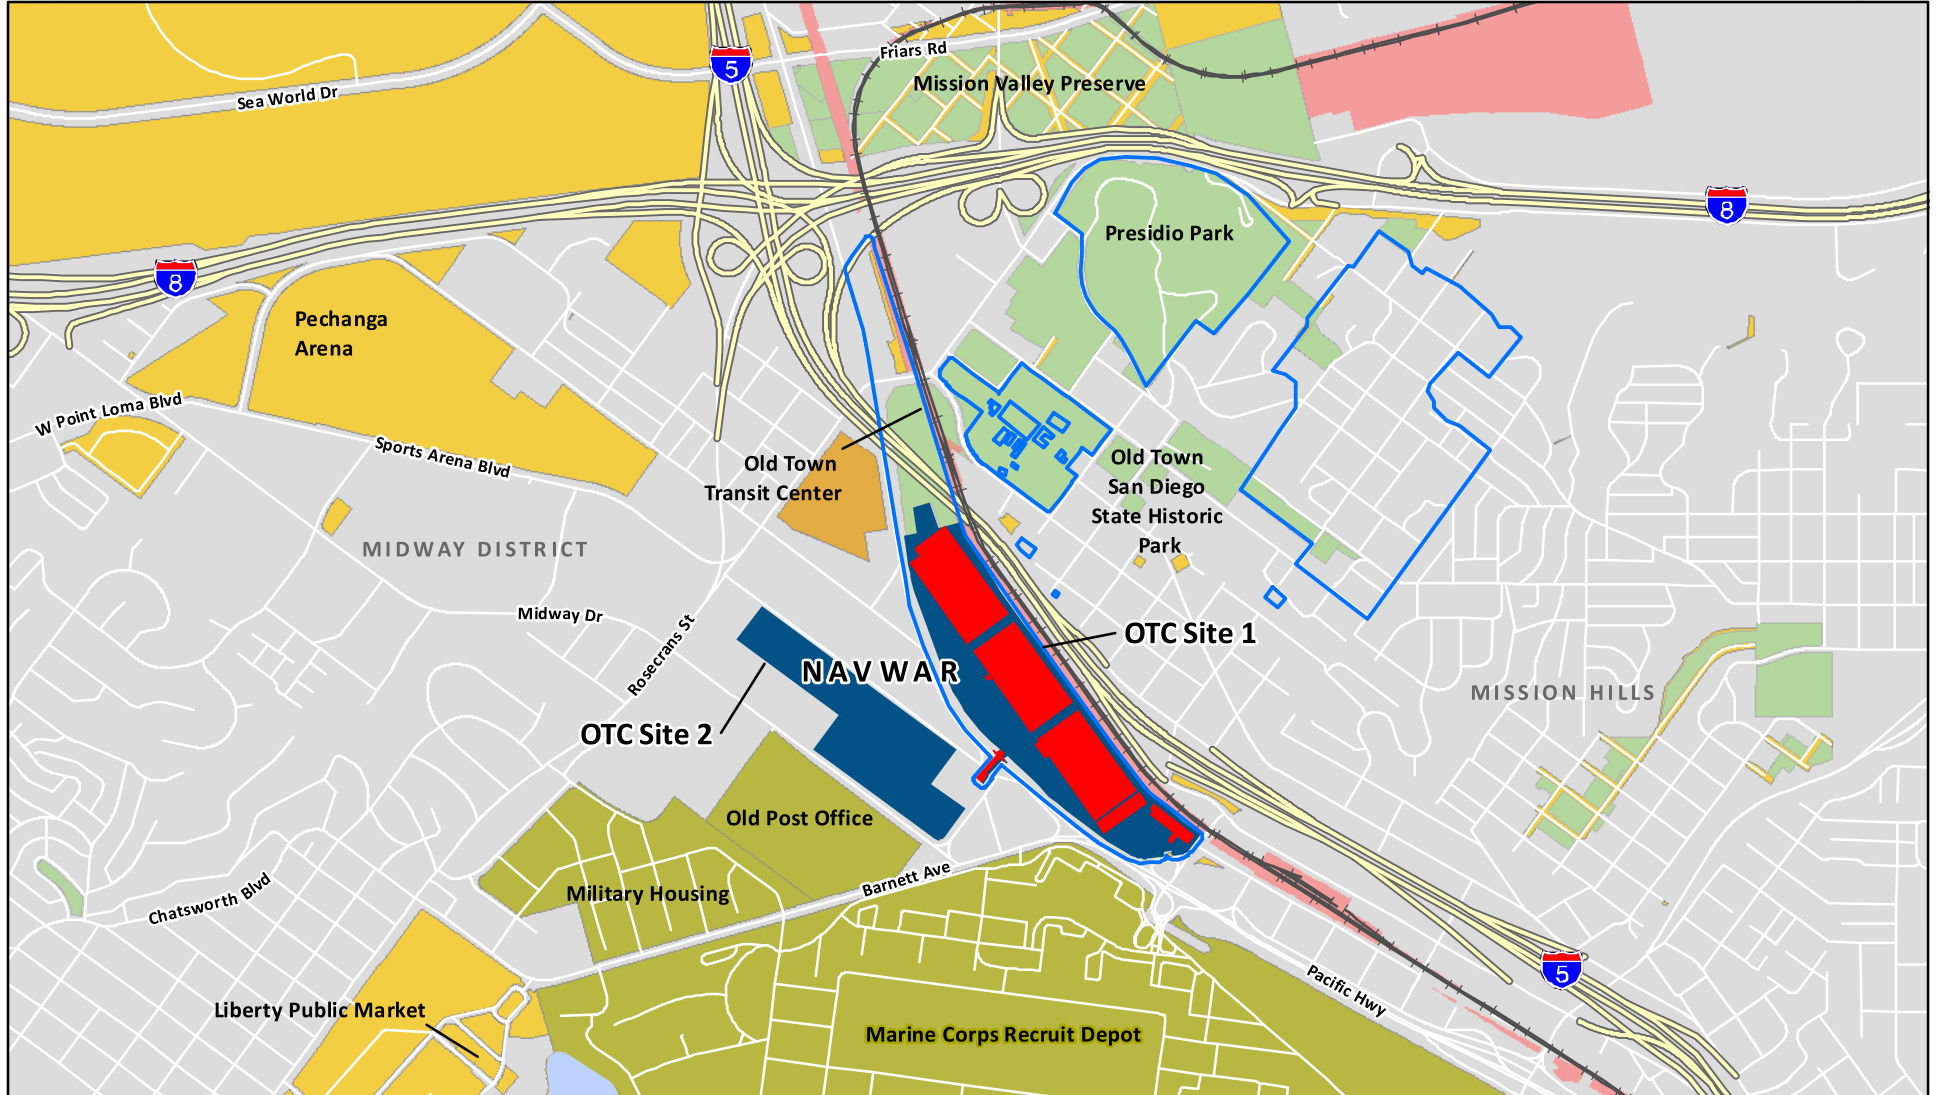 5
Friars Rd
Mission Valley Preserve
Sea World Dr
8
Presidio Park
8
Pechanga
Arena
W Point Loma Blvd
Sports Arena Blvd
Old Town
Transit Center
Old Town
San Diego
State Historic
Park
MIDWAY DISTRICT
Midway Dr
Rosecrans St
OTC Site 1
NAVWAR
MISSION HILLS
OTC Site 2
Old Post Office
Military Housing
Barnett Ave
Chatsworth Blvd
5
Pacific Hwy
Liberty Public Market
Marine Corps Recruit Depot